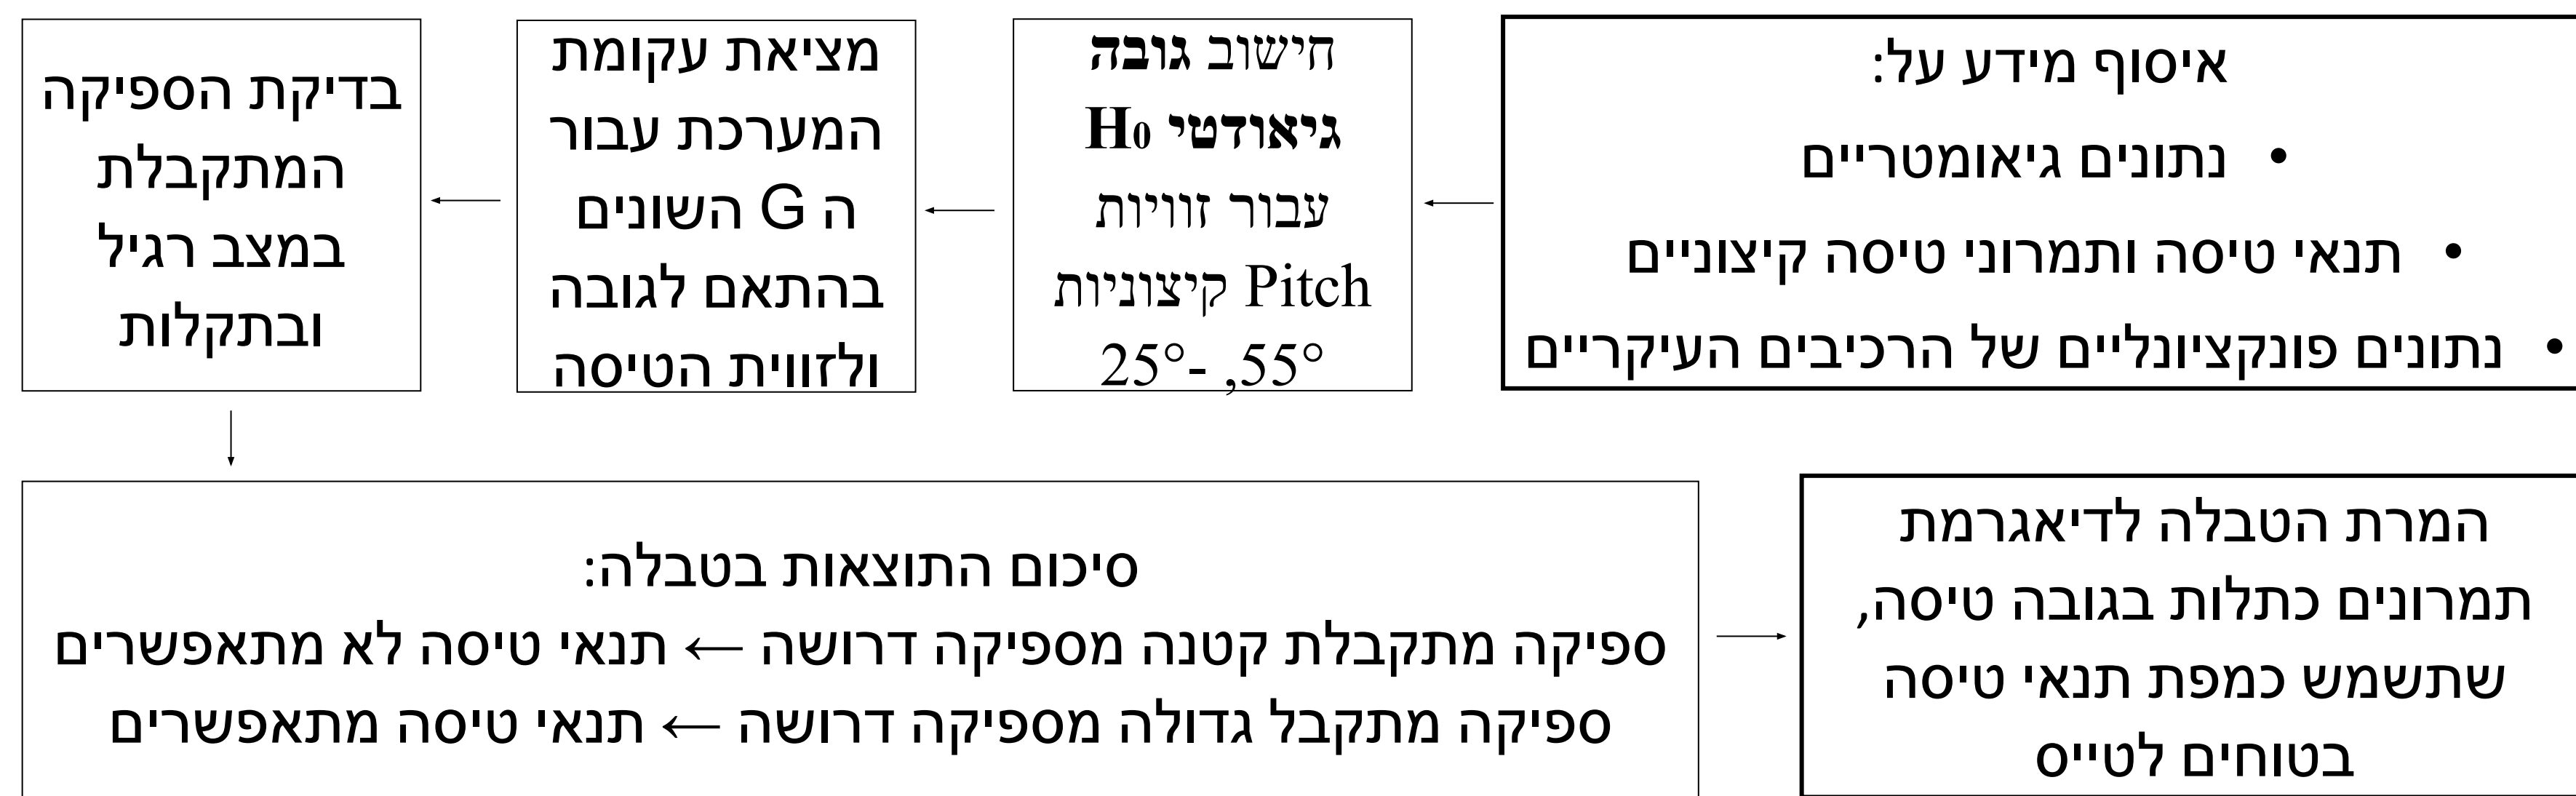 איסוף מידע על:
• נתונים גיאומטריים
• תנאי טיסה ותמרוני טיסה קיצוניים
• נתונים פונקציונליים של הרכיבים העיקריים
חישוב גובה
גיאודטי H₀
עבור זוויות
Pitch קיצוניות
25°- ,55°
מציאת עקומת
המערכת עבור
ה G השונים
בהתאם לגובה
ולזווית הטיסה
בדיקת הספיקה
המתקבלת
במצב רגיל
ובתקלות
סיכום התוצאות בטבלה:
ספיקה מתקבלת קטנה מספיקה דרושה ← תנאי טיסה לא מתאפשרים
ספיקה מתקבל גדולה מספיקה דרושה ← תנאי טיסה מתאפשרים
המרת הטבלה לדיאגרמת
תמרונים כתלות בגובה טיסה,
שתשמש כמפת תנאי טיסה
בטוחים לטייס